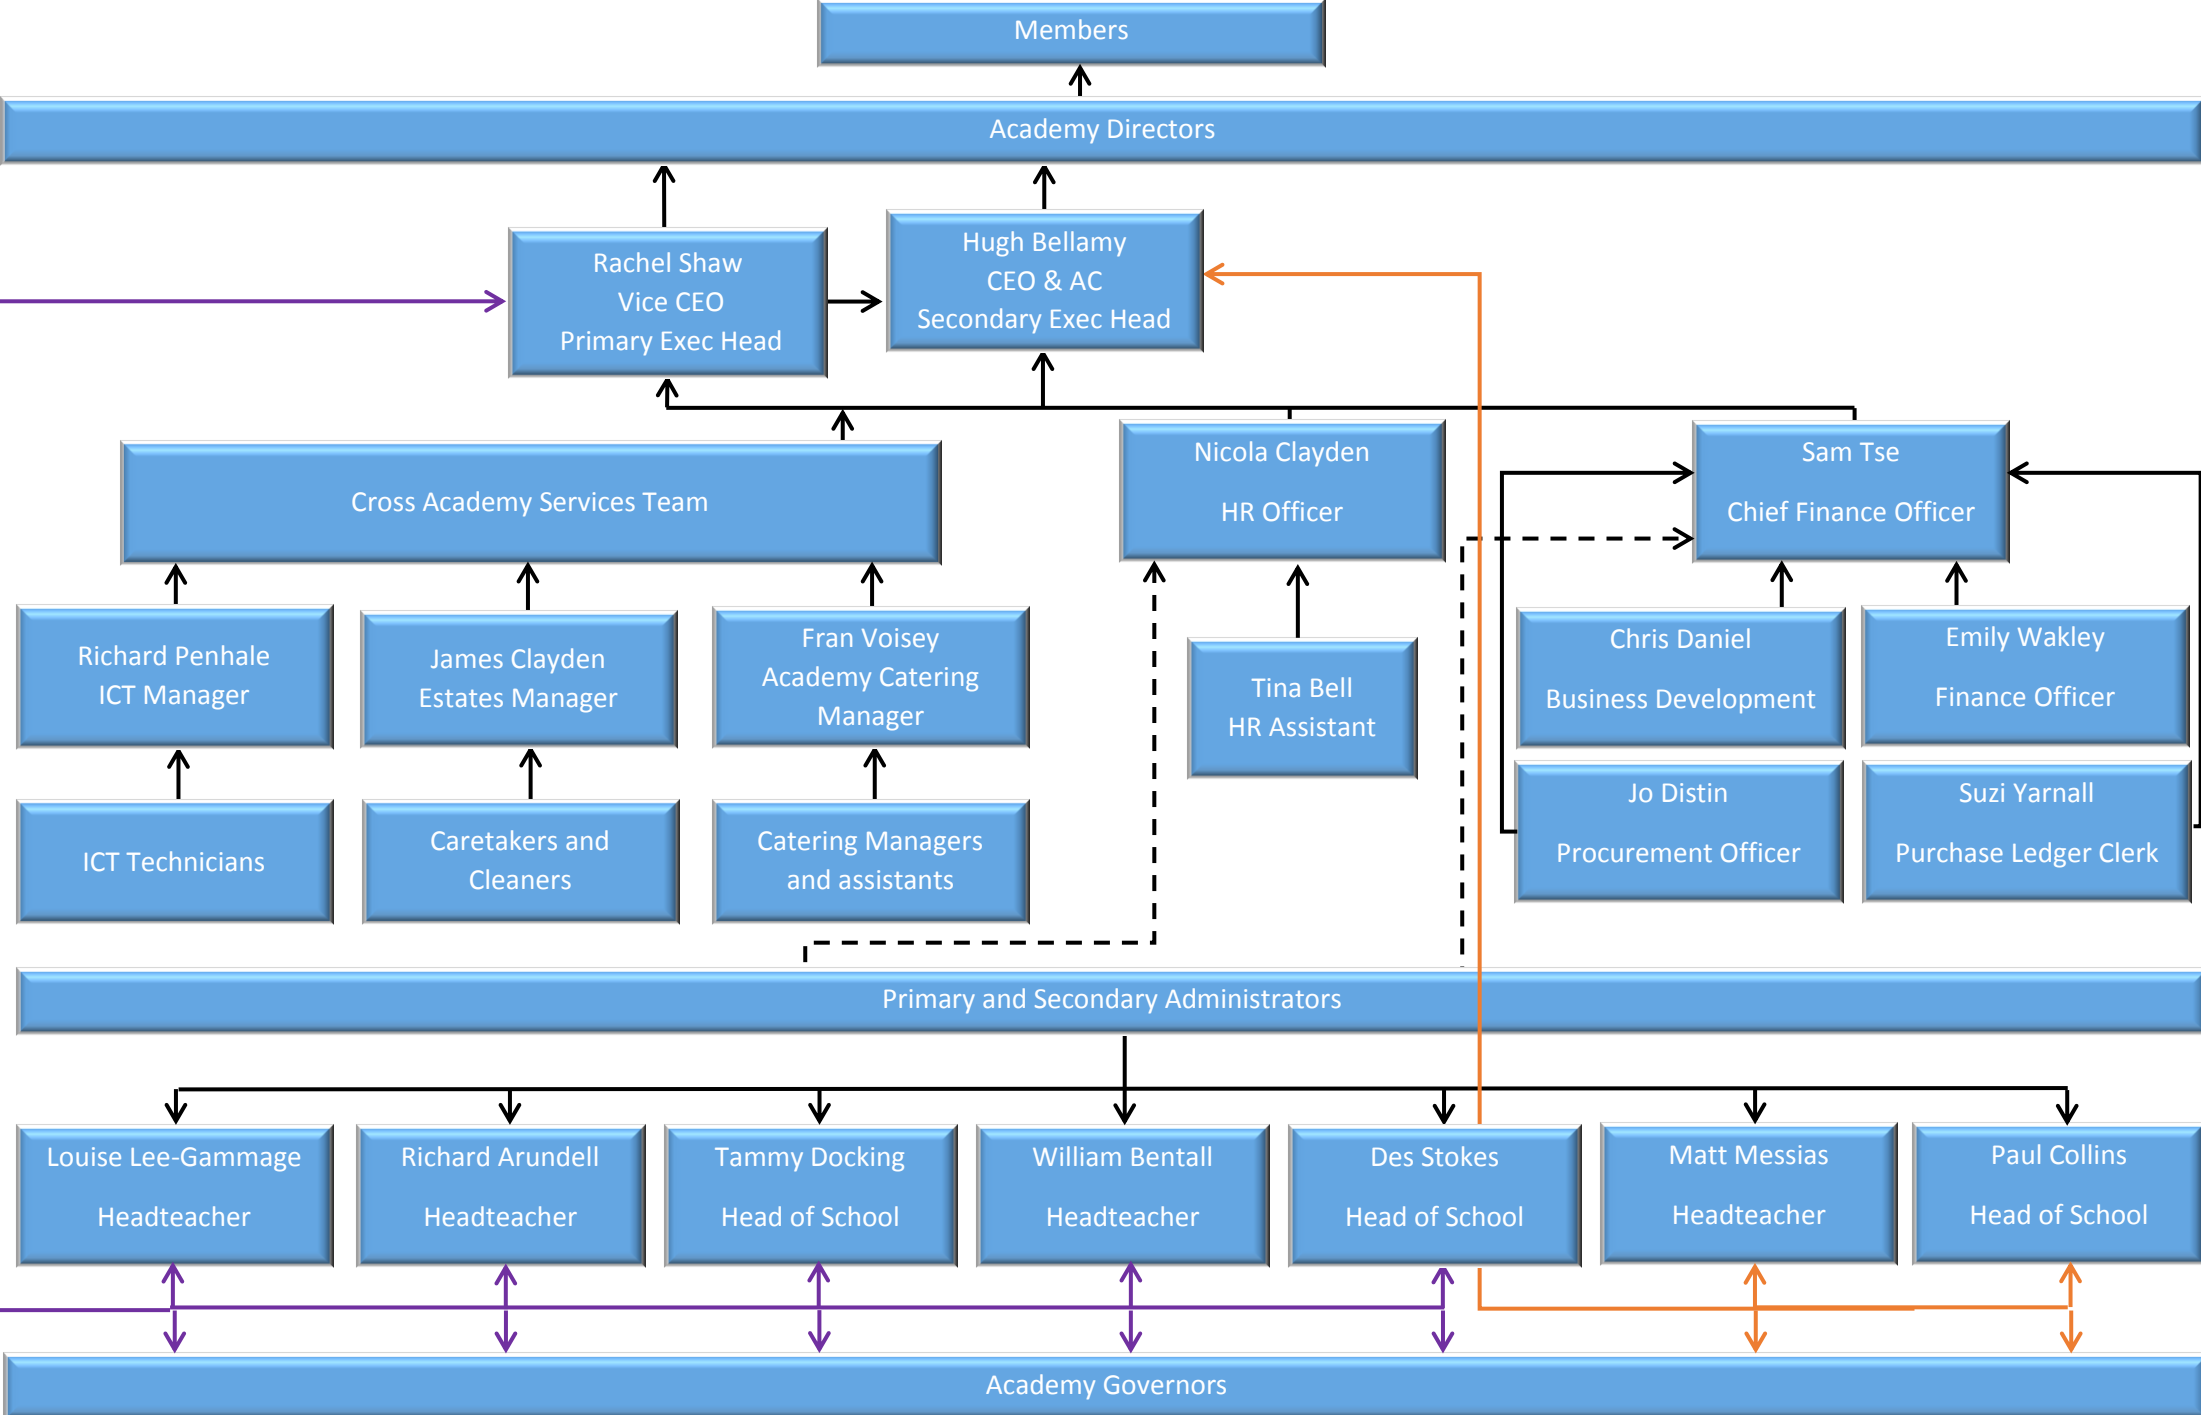 Members
Academy Directors
Rachel Shaw
Vice CEO
Primary Exec Head
Hugh Bellamy
CEO & AC
Secondary Exec Head
Cross Academy Services Team
Nicola Clayden
HR Officer
Sam Tse
Chief Finance Officer
Richard Penhale
ICT Manager
James Clayden
Estates Manager
Fran Voisey
Academy Catering
Manager
Tina Bell
HR Assistant
Chris Daniel
Business Development
Emily Wakley
Finance Officer
ICT Technicians
Caretakers and
Cleaners
Catering Managers
and assistants
Jo Distin
Procurement Officer
Suzi Yarnall
Purchase Ledger Clerk
Primary and Secondary Administrators
Louise Lee-Gammage
Headteacher
Richard Arundell
Headteacher
Tammy Docking
Head of School
William Bentall
Headteacher
Des Stokes
Head of School
Matt Messias
Headteacher
Paul Collins
Head of School
Academy Governors